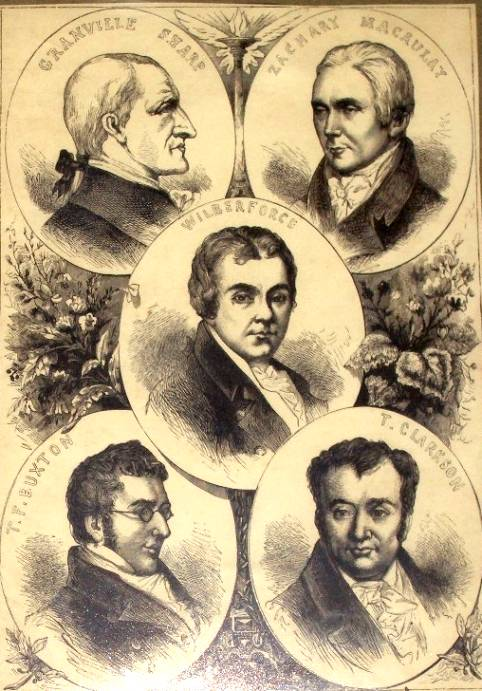 GRANVILLE SHARP
ZACHARY MACAULAY
WILBERFORCE
T. F. BUXTON
T. CLARKSON